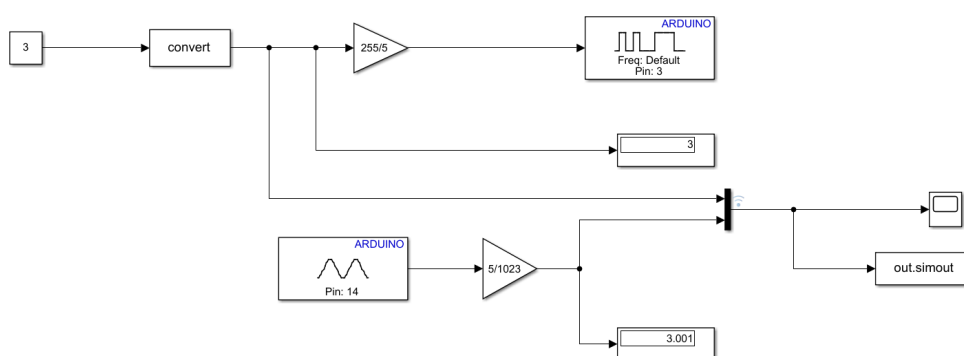 ARDUINO
3
convert
255/5
Freq: Default
Pin: 3
3
ARDUINO
5/1023
Pin: 14
out.simout
3.001